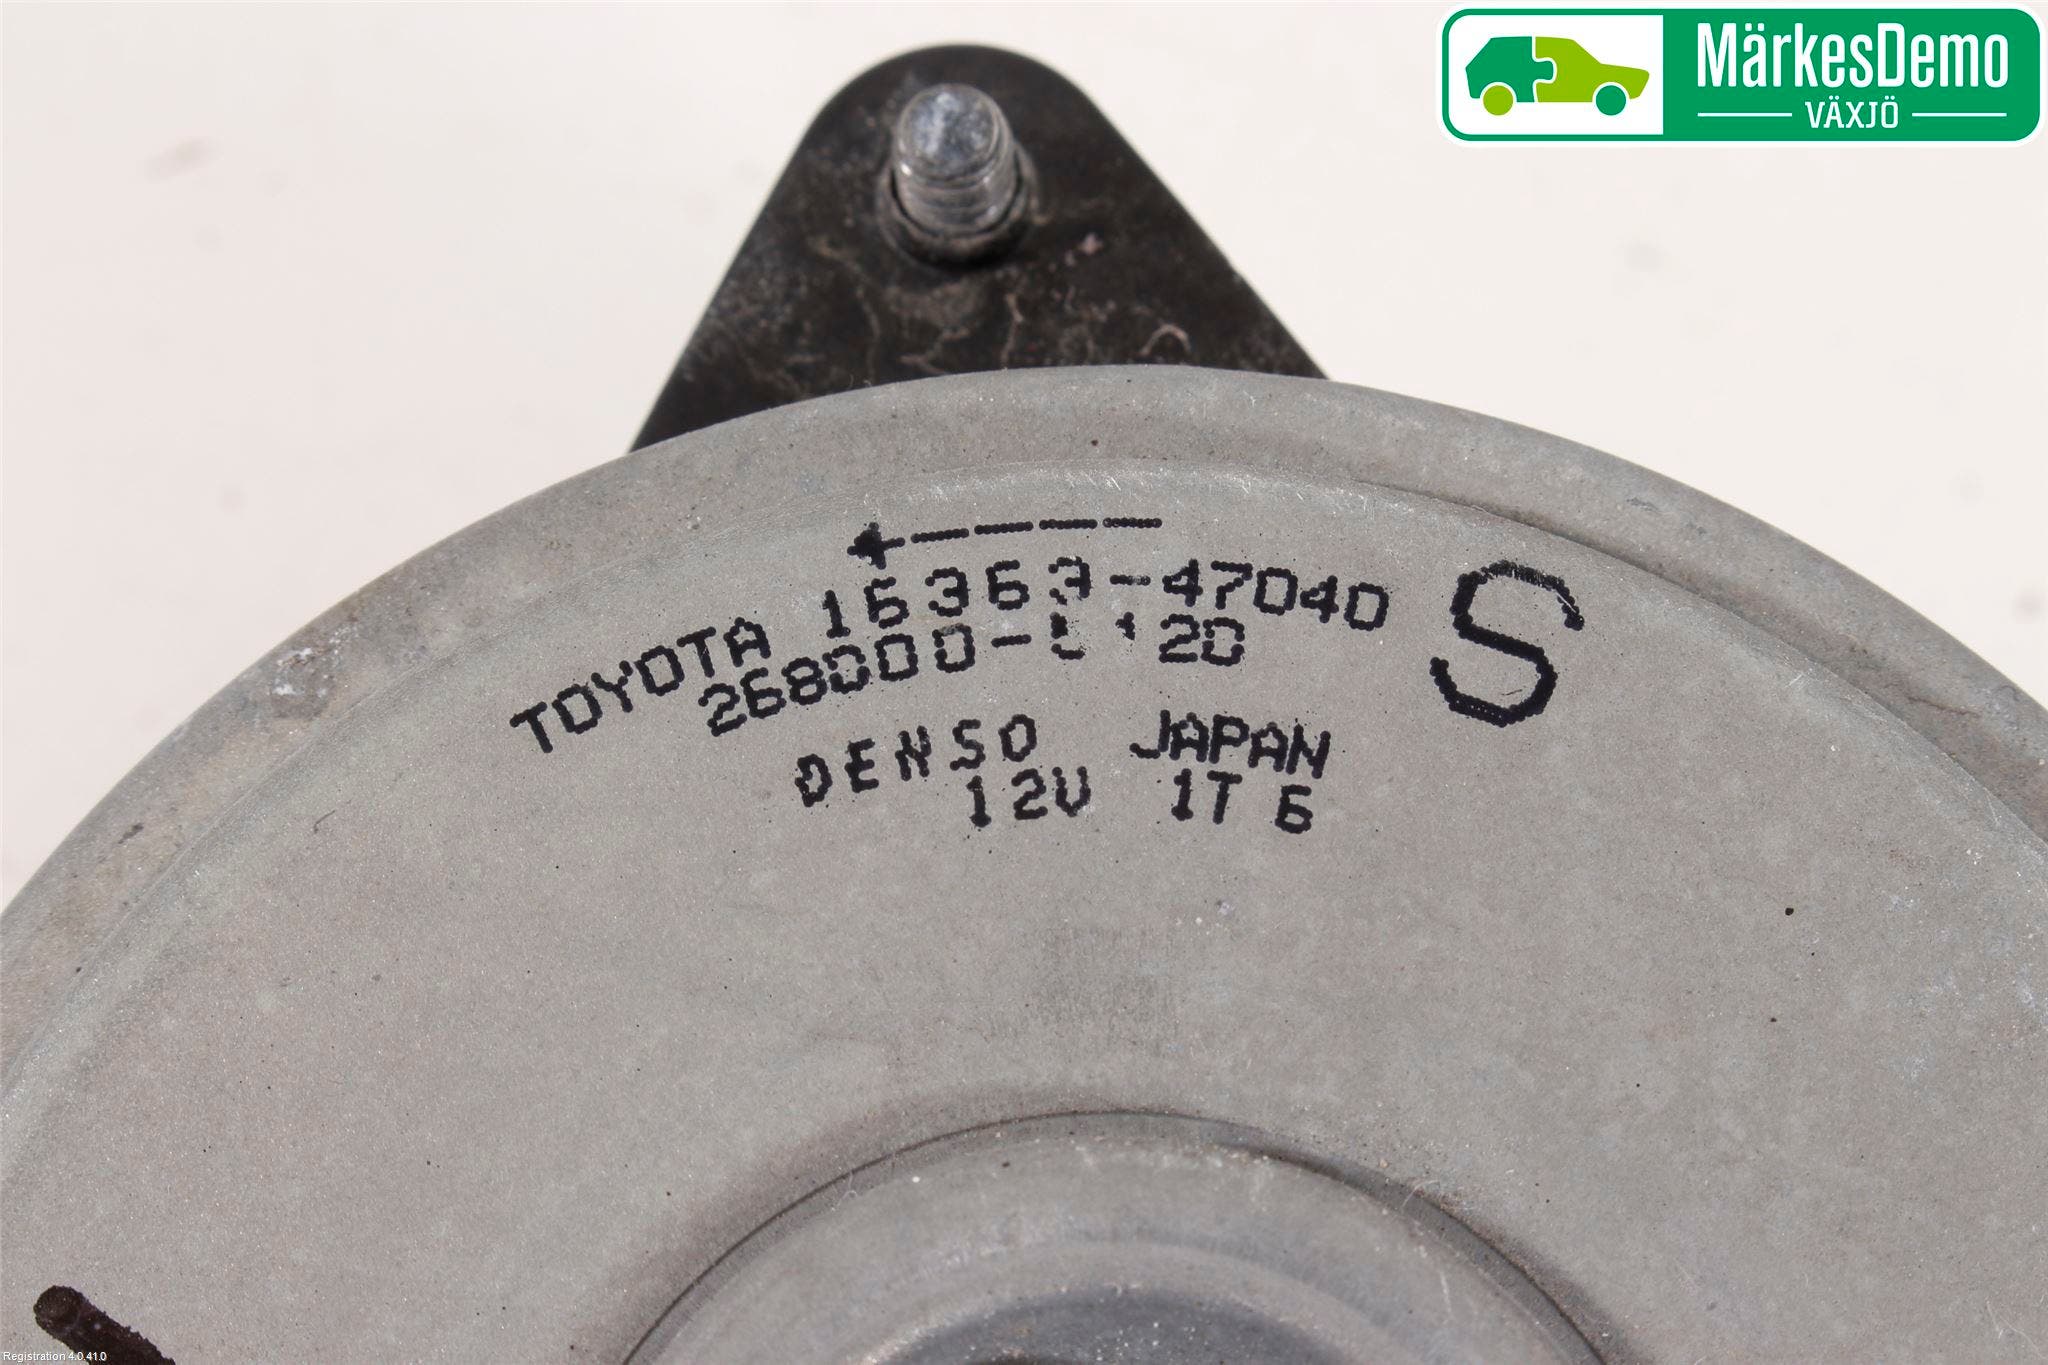 MärkesDemo
VÄXJÖ
TOYOTA 16363-47040
S
DENSO JAPAN
12V 1T 6
Registration 4.0.41.0